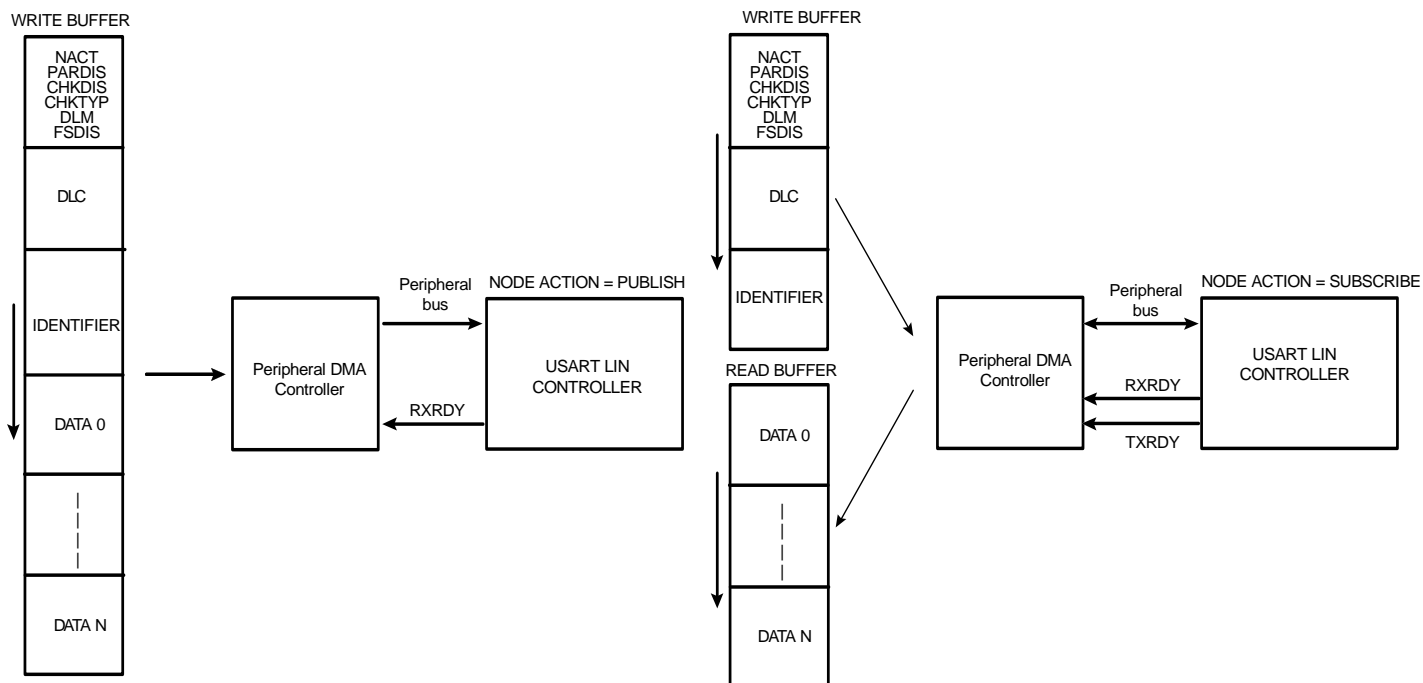 WRITE BUFFER
NACT
PARDIS
CHKDIS
CHKTYP
DLM
FSDIS
DLC
IDENTIFIER
DATA 0
DATA N
Peripheral DMA
Controller
Peripheral
bus
RXRDY
NODE ACTION = PUBLISH
USART LIN
CONTROLLER
WRITE BUFFER
NACT
PARDIS
CHKDIS
CHKTYP
DLM
FSDIS
DLC
IDENTIFIER
READ BUFFER
DATA 0
DATA N
Peripheral DMA
Controller
Peripheral
bus
RXRDY
TXRDY
NODE ACTION = SUBSCRIBE
USART LIN
CONTROLLER